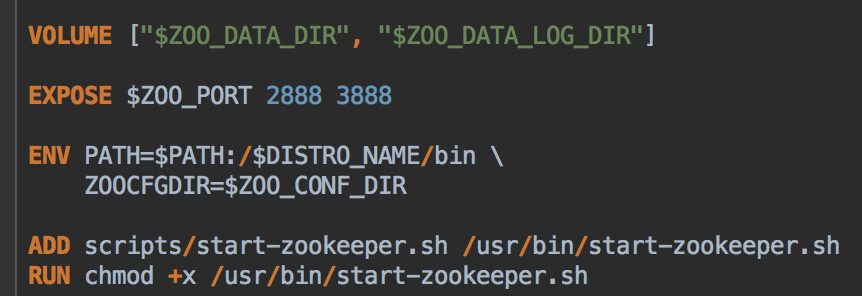 VOLUME ["$ZOO_DATA_DIR", "$ZOO_DATA_LOG_DIR"]
EXPOSE $ZOO_PORT 2888 3888
ENV PATH=$PATH:/$DISTRO_NAME/bin \
    ZOOCFGDIR=$ZOO_CONF_DIR
ADD scripts/start-zookeeper.sh /usr/bin/start-zookeeper.sh
RUN chmod +x /usr/bin/start-zookeeper.sh